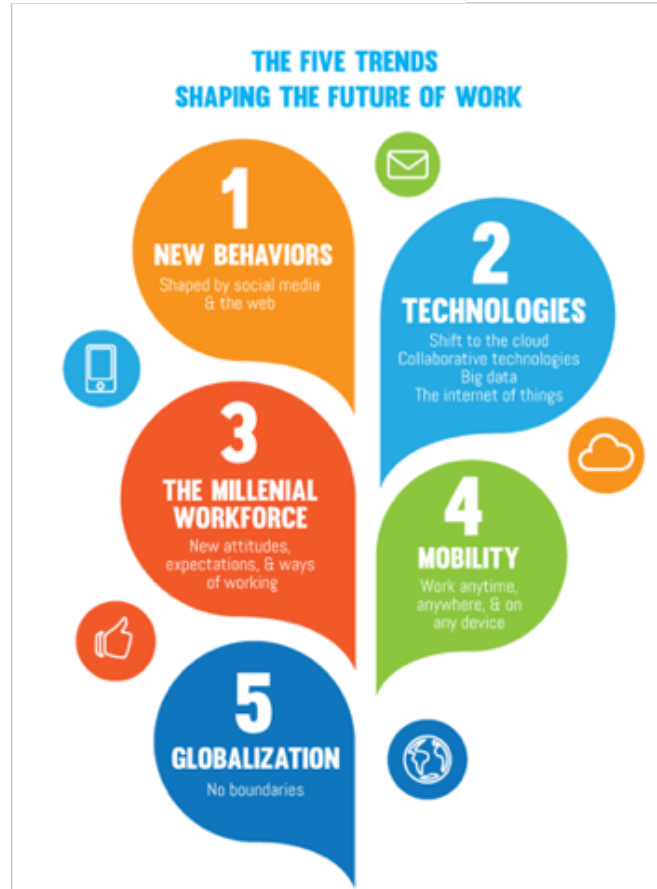 THE FIVE TRENDS
SHAPING THE FUTURE OF WORK
1
NEW BEHAVIORS
Shaped by social media
& the web
2
TECHNOLOGIES
Shift to the cloud
Collaborative technologies
Big data
The internet of things
3
THE MILLENIAL
WORKFORCE
New attitudes,
expectations, & ways
of working
4
MOBILITY
Work anytime,
anywhere, & on
any device
5
GLOBALIZATION
No boundaries